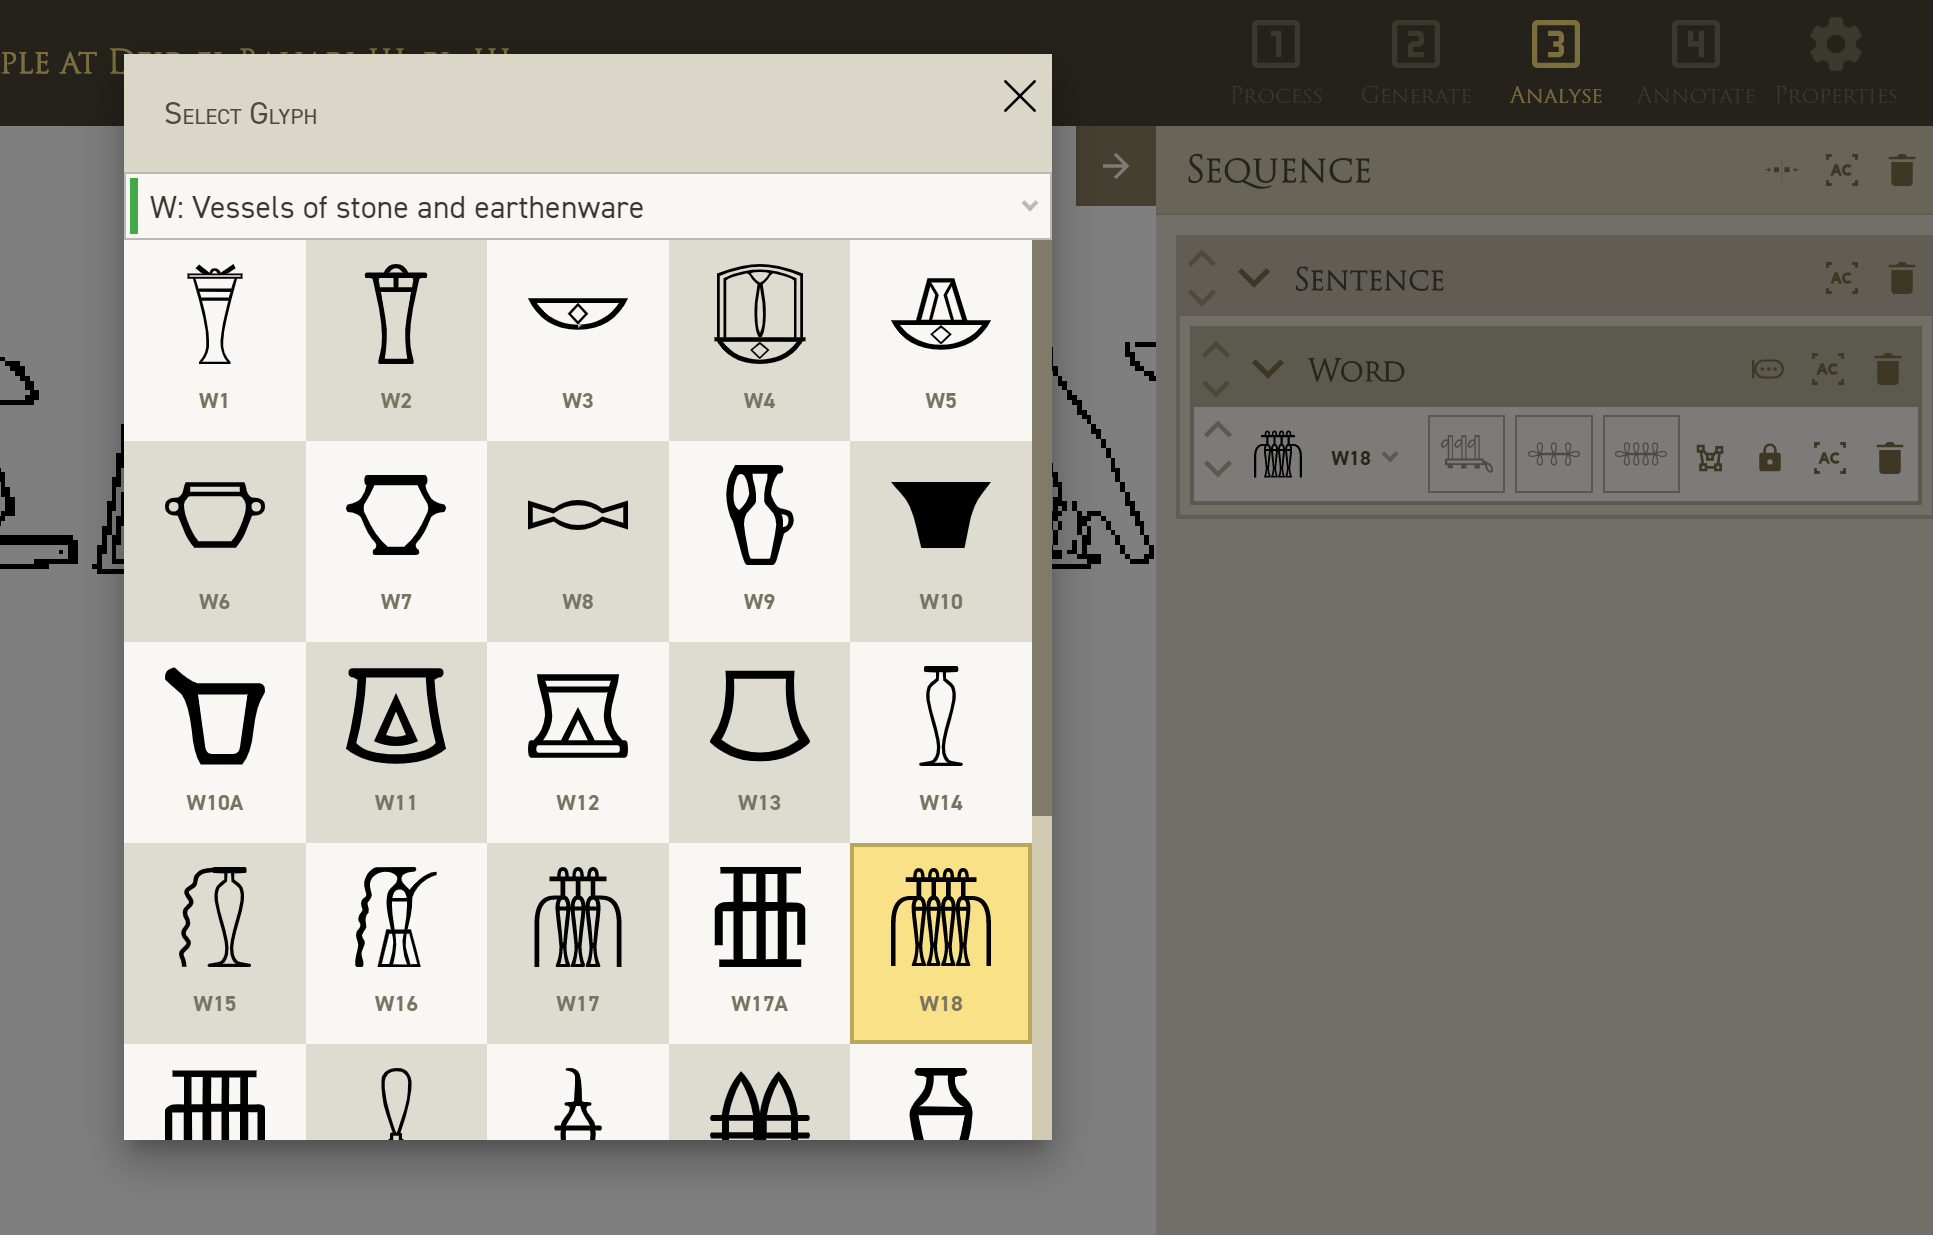 PLE AT
1 2 3 4
PROCESS GENERATE ANALYSE ANNOTATE PROPERTIES
SELECT GLYPH
W: Vessels of stone and earthenware
W1 W2 W3 W4 W5
W6 W7 W8 W9 W10
W10A W11 W12 W13 W14
W15 W16 W17 W17A W18
SEQUENCE AC
SENTENCE AC
WORD AC
W18 AC